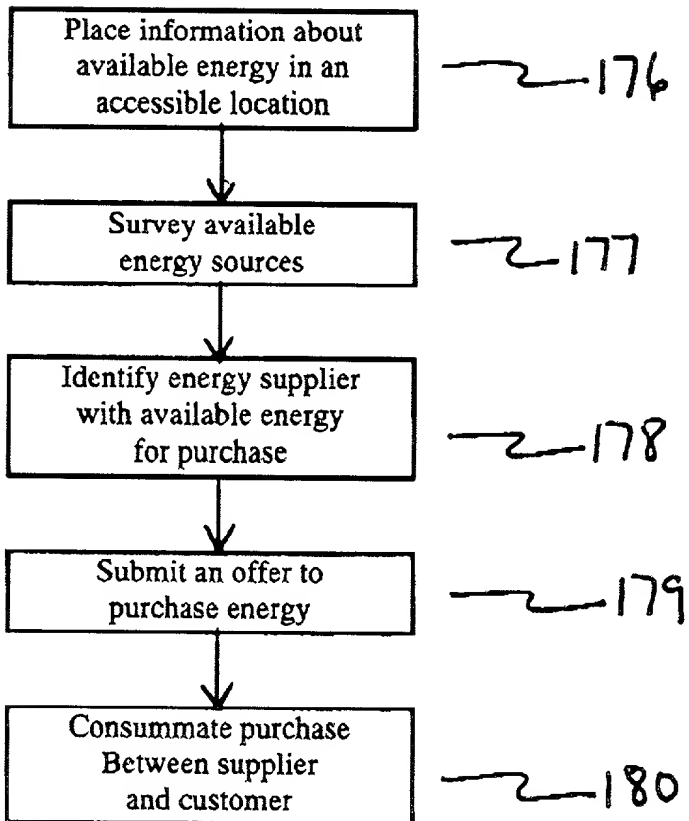 Place information about
available energy in an
accessible location
176
Survey available
energy sources
177
Identify energy supplier
with available energy
for purchase
178
Submit an offer to
purchase energy
179
Consummate purchase
Between supplier
and customer
180